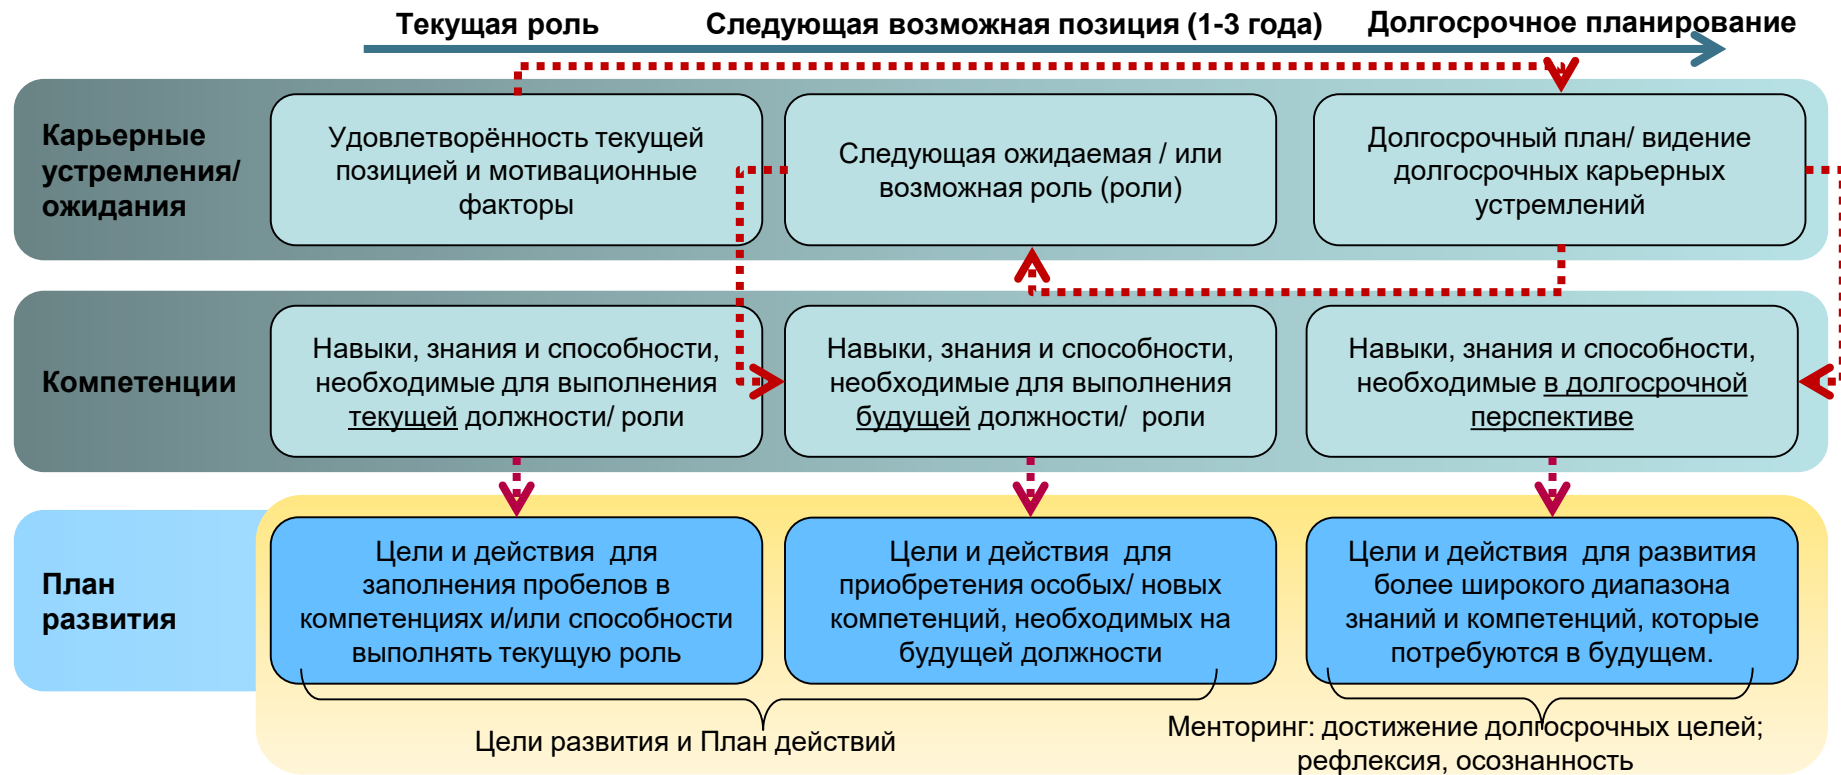 Текущая роль
Следующая возможная позиция (1-3 года)
Долгосрочное планирование
Карьерные
устремления/
ожидания
Удовлетворённость текущей
позицией и мотивационные
факторы
Следующая ожидаемая / или
возможная роль (роли)
Долгосрочный план/ видение
долгосрочных карьерных
устремлений
Компетенции
Навыки, знания и способности,
необходимые для выполнения
текущей должности/ роли
Навыки, знания и способности,
необходимые для выполнения
будущей должности/ роли
Навыки, знания и способности,
необходимые в долгосрочной
перспективе
План
развития
Цели и действия для
заполнения пробелов в
компетенциях и/или способности
выполнять текущую роль
Цели и действия для
приобретения особых/ новых
компетенций, необходимых на
будущей должности
Цели и действия для развития
более широкого диапазона
знаний и компетенций, которые
потребуются в будущем.
Цели развития и План действий
Менторинг: достижение долгосрочных целей;
рефлексия, осознанность